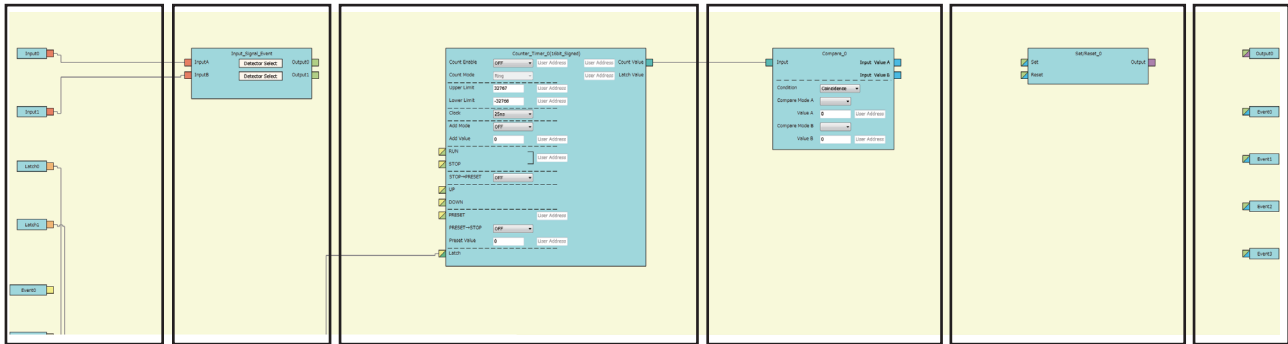 Input0
Input1
Latch0
Latch1
Event0
Input_Signal_Event
InputA Detector Select Output0
InputB Detector Select Output1
Counter_Timer_0(16bit_Signed)
Count Enable OFF User Address User Address Count Value
Count Mode Ring User Address User Address Latch Value
Upper Limit 32767 User Address
Lower Limit -32768 User Address
Clock 25ns
Add Mode OFF
Add Value 0 User Address
RUN
User Address
STOP
STOP→PRESET OFF
UP
DOWN
PRESET User Address
PRESET→STOP OFF
Preset Value 0 User Address
Latch
Compare_0
Input Input Value A
Input Value B
Condition Coincidence
Compare Mode A
Value A 0 User Address
Compare Mode B
Value B 0 User Address
Set/Reset_0
Set Output
Reset
Output0
Event0
Event1
Event2
Event3